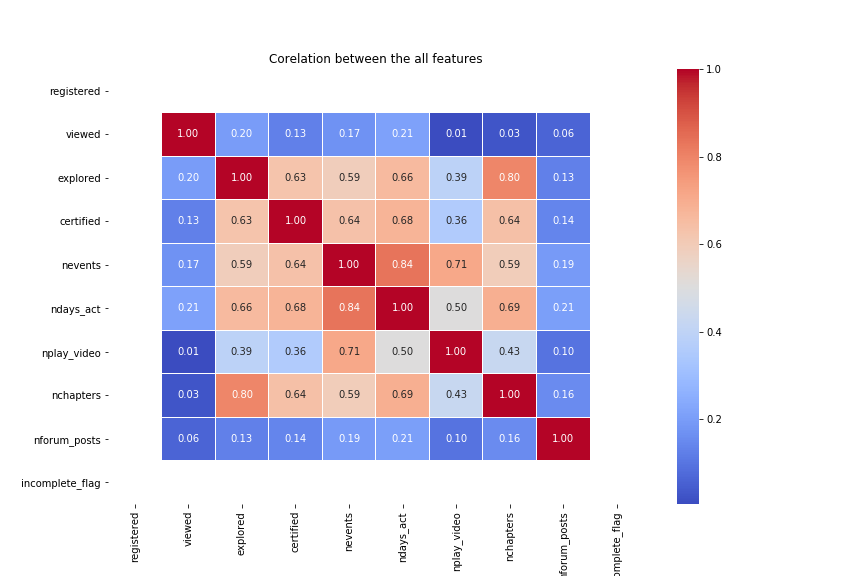 Corelation between the all features
registered
viewed 1.00 0.20 0.13 0.17 0.21 0.01 0.03 0.06
explored 0.20 1.00 0.63 0.59 0.66 0.39 0.80 0.13
certified 0.13 0.63 1.00 0.64 0.68 0.36 0.64 0.14
nevents 0.17 0.59 0.64 1.00 0.84 0.71 0.59 0.19
ndays_act 0.21 0.66 0.68 0.84 1.00 0.50 0.69 0.21
nplay_video 0.01 0.39 0.36 0.71 0.50 1.00 0.43 0.10
nchapters 0.03 0.80 0.64 0.59 0.69 0.43 1.00 0.16
nforum_posts 0.06 0.13 0.14 0.19 0.21 0.10 0.16 1.00
incomplete_flag
registered
viewed
explored
certified
nevents
ndays_act
nplay_video
nchapters
nforum_posts
omplete_flag
1.0
0.8
0.6
0.4
0.2